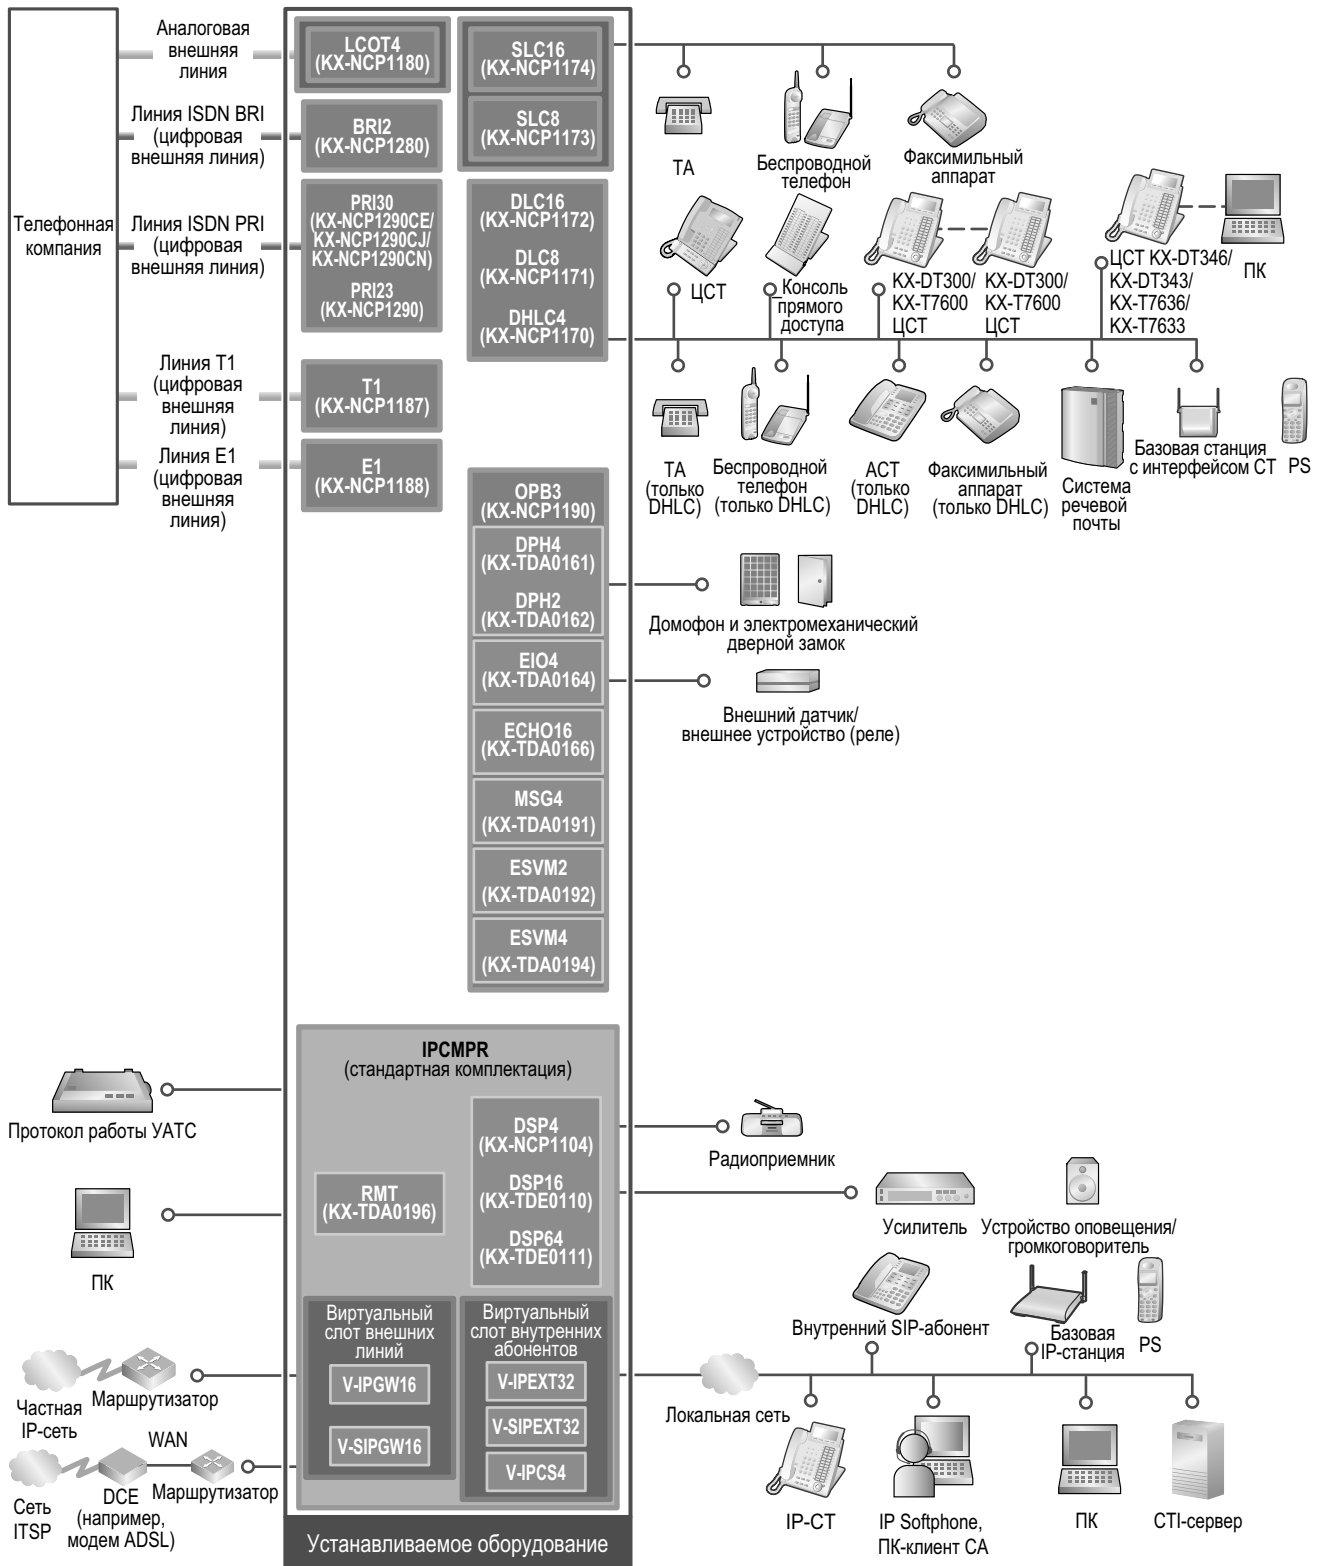 Телефонная
компания
Аналоговая
внешняя
линия
Линия ISDN BRI
(цифровая
внешняя линия)
Линия ISDN PRI
(цифровая
внешняя линия)
Линия T1
(цифровая
внешняя
линия)
Линия E1
(цифровая
внешняя
линия)
LCOT4
(KX-NCP1180)
BRI2
(KX-NCP1280)
PRI30
(KX-NCP1290CE/
KX-NCP1290CJ/
KX-NCP1290CN)
PRI23
(KX-NCP1290)
T1
(KX-NCP1187)
E1
(KX-NCP1188)
SLC16
(KX-NCP1174)
SLC8
(KX-NCP1173)
DLC16
(KX-NCP1172)
DLC8
(KX-NCP1171)
DHLC4
(KX-NCP1170)
ТА
Беспроводной
телефон
Факсимильный
аппарат
ЦСТ
Консоль
прямого
доступа
KX-DT300/
KX-T7600
ЦСТ
KX-DT300/
KX-T7600
ЦСТ
ЦСТ KX-DT346/
KX-DT343/
KX-T7636/
KX-T7633
ПК
ТА
(только
DHLC)
Беспроводной
телефон
(только DHLC)
АСТ
(только
DHLC)
Факсимильный
аппарат
(только DHLC)
Система
речевой
почты
Базовая станция
с интерфейсом СТ
PS
OPB3
(KX-NCP1190)
DPH4
(KX-TDA0161)
DPH2
(KX-TDA0162)
EIO4
(KX-TDA0164)
ECHO16
(KX-TDA0166)
MSG4
(KX-TDA0191)
ESVM2
(KX-TDA0192)
ESVM4
(KX-TDA0194)
Домофон и электромеханический
дверной замок
Внешний датчик/
внешнее устройство (реле)
IPCMPR
(стандартная комплектация)
DSP4
(KX-NCP1104)
DSP16
(KX-TDE0110)
DSP64
(KX-TDE0111)
RMT
(KX-TDA0196)
Протокол работы УАТС
ПК
Радиоприемник
Усилитель
Устройство оповещения/
громкоговоритель
Виртуальный
слот внешних
линий
V-IPGW16
V-SIPGW16
Виртуальный
слот внутренних
абонентов
V-IPEXT32
V-SIPEXT32
V-IPCS4
Частная
IP-сеть
Маршрутизатор
WAN
Сеть
ITSP
DCE
(например,
модем ADSL)
Маршрутизатор
Внутренний SIP-абонент
Базовая
IP-станция
PS
Локальная сеть
IP-СТ
IP Softphone,
ПК-клиент CA
ПК
CTI-сервер
Устанавливаемое оборудование